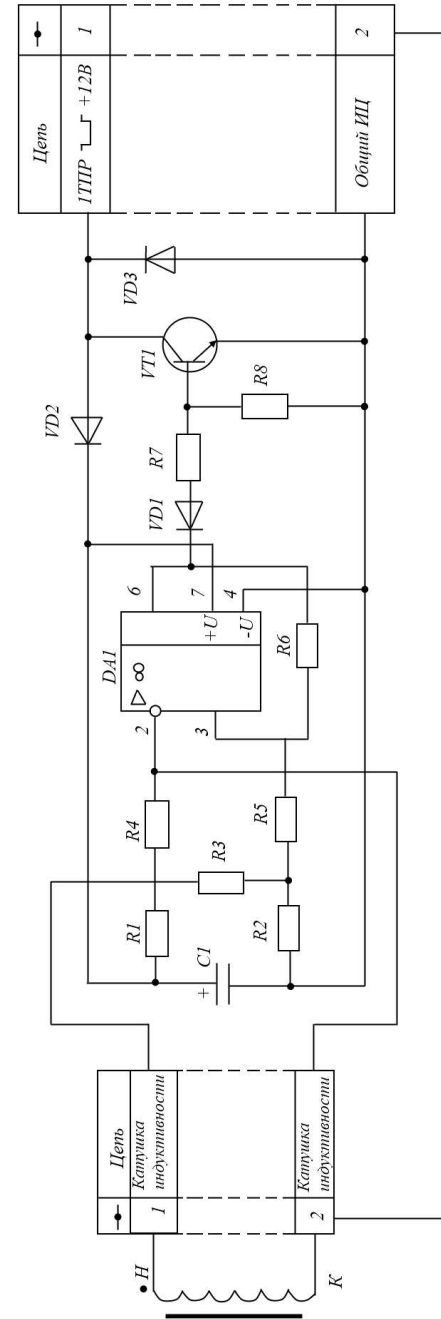 Н
К
Цепь
1
Катушка
индуктивности
2
Катушка
индуктивности
R1
R4
+ C1
R3
R2
R5
2
3
DA1
▷ ∞
+U
-U
6
7
4
R6
VD1
R7
R8
VD2
VT1
VD3
Цепь
1ТПР +12В
1
Общий ИЦ
2